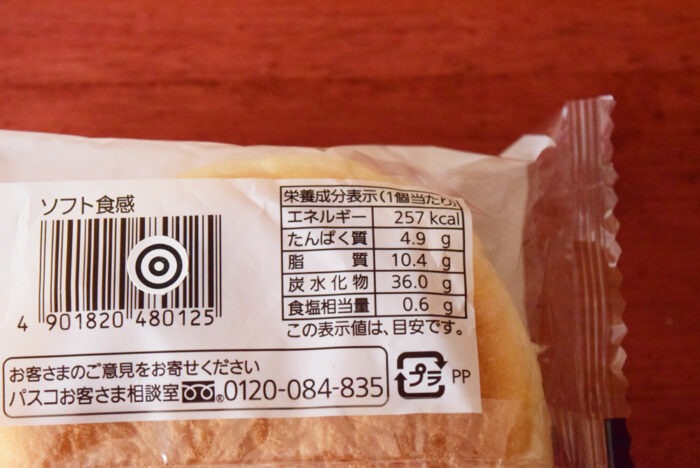 ソフト食感
4 901820 480125
栄養成分表示(1個当たり)
エネルギー 257 kcal
たんぱく質 4.9 g
脂質 10.4 g
炭水化物 36.0 g
食塩相当量 0.6 g
この表示値は、目安です。
お客さまのご意見をお寄せください
パスコお客さま相談室 ® 0120-084-835
プラ PP